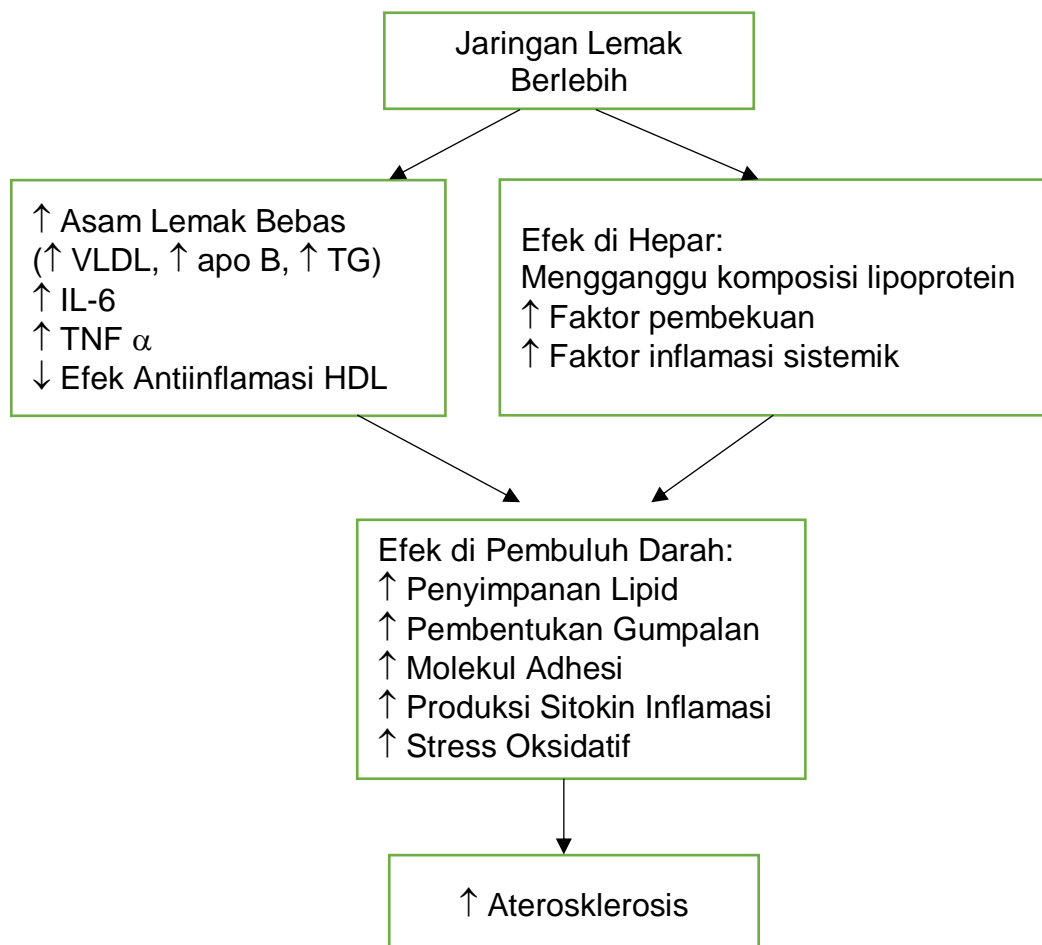 Jaringan Lemak
Berlebih
↑ Asam Lemak Bebas
(↑ VLDL, ↑ apo B, ↑ TG)
↑ IL-6
↑ TNF α
↓ Efek Antiinflamasi HDL
Efek di Hepar:
Mengganggu komposisi lipoprotein
↑ Faktor pembekuan
↑ Faktor inflamasi sistemik
Efek di Pembuluh Darah:
↑ Penyimpanan Lipid
↑ Pembentukan Gumpalan
↑ Molekul Adhesi
↑ Produksi Sitokin Inflamasi
↑ Stress Oksidatif
↑ Aterosklerosis